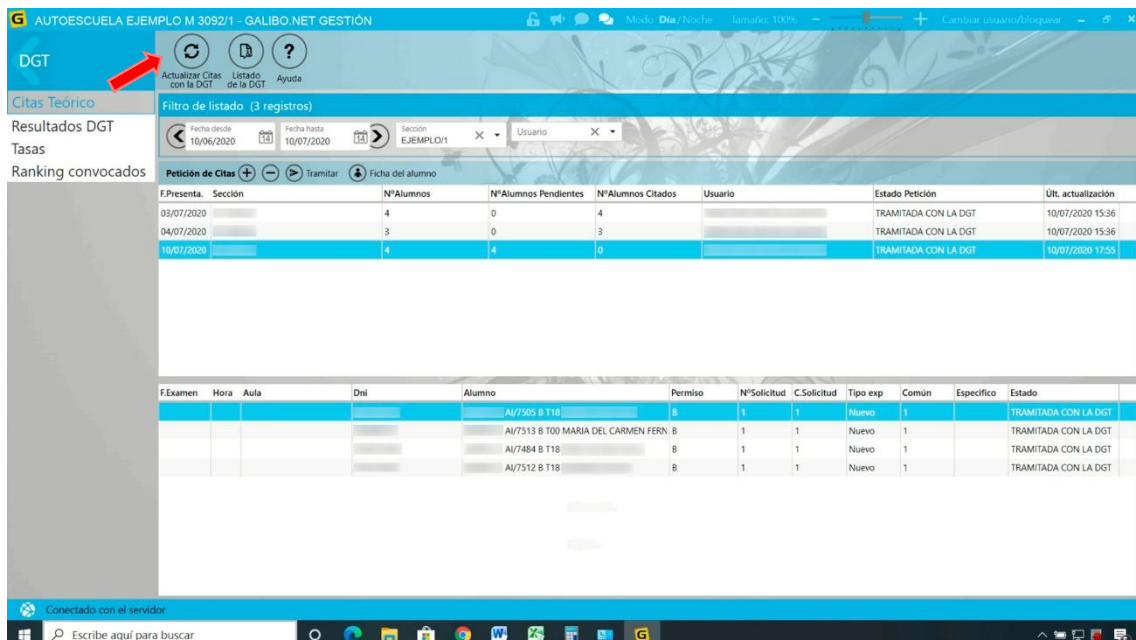 G AUTOESCUELA EJEMPLO M 3092/1 - GALIBO.NET GESTIÓN Modo Día/Noche Tamaño: 100% Cambiar usuario/bloquear
DGT
Actualizar Citas con la DGT
Listado de la DGT
Ayuda
Citas Teórico
Resultados DGT
Tasas
Ranking convocados
Filtro de listado (3 registros)
Fecha desde
10/06/2020
14
Fecha hasta
10/07/2020
14
Sección
EJEMPLO/1
Usuario
Petición de Citas Tramitar Ficha del alumno
F.Presenta. Sección NºAlumnos NºAlumnos Pendientes NºAlumnos Citados Usuario Estado Petición Últ. actualización
03/07/2020 4 0 4 TRAMITADA CON LA DGT 10/07/2020 15:36
04/07/2020 3 0 3 TRAMITADA CON LA DGT 10/07/2020 15:36
10/07/2020 4 4 0 TRAMITADA CON LA DGT 10/07/2020 17:55
F.Examen Hora Aula Dni Alumno Permiso NºSolicitud C.Solicitud Tipo exp Común Especifico Estado
AI/7505 B T18 B 1 1 Nuevo 1 TRAMITADA CON LA DGT
AI/7513 B T00 MARIA DEL CARMEN FERN B 1 1 Nuevo 1 TRAMITADA CON LA DGT
AI/7484 B T18 B 1 1 Nuevo 1 TRAMITADA CON LA DGT
AI/7512 B T18 B 1 1 Nuevo 1 TRAMITADA CON LA DGT
Conectado con el servidor
Escribe aquí para buscar